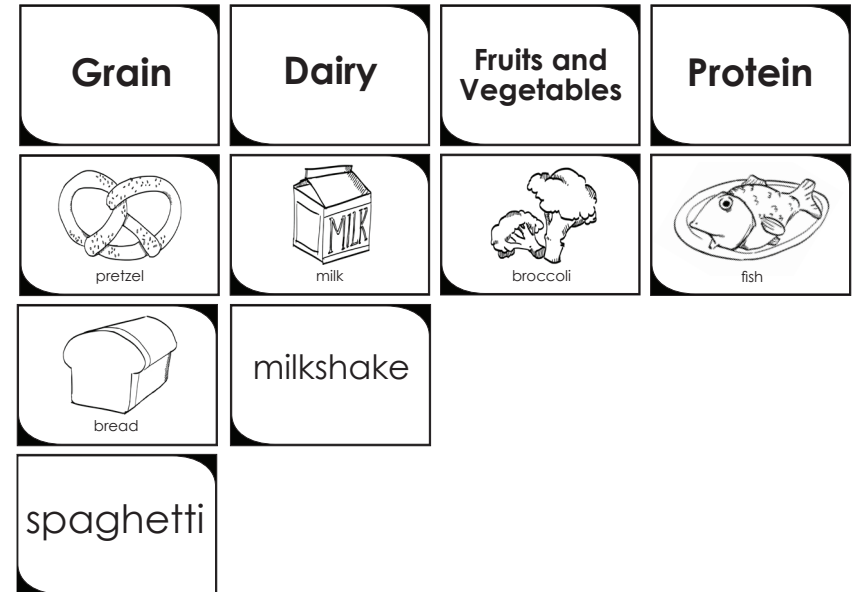 Grain
Dairy
Fruits and
Vegetables
Protein
pretzel
MILK
milk
broccoli
fish
bread
milkshake
spaghetti